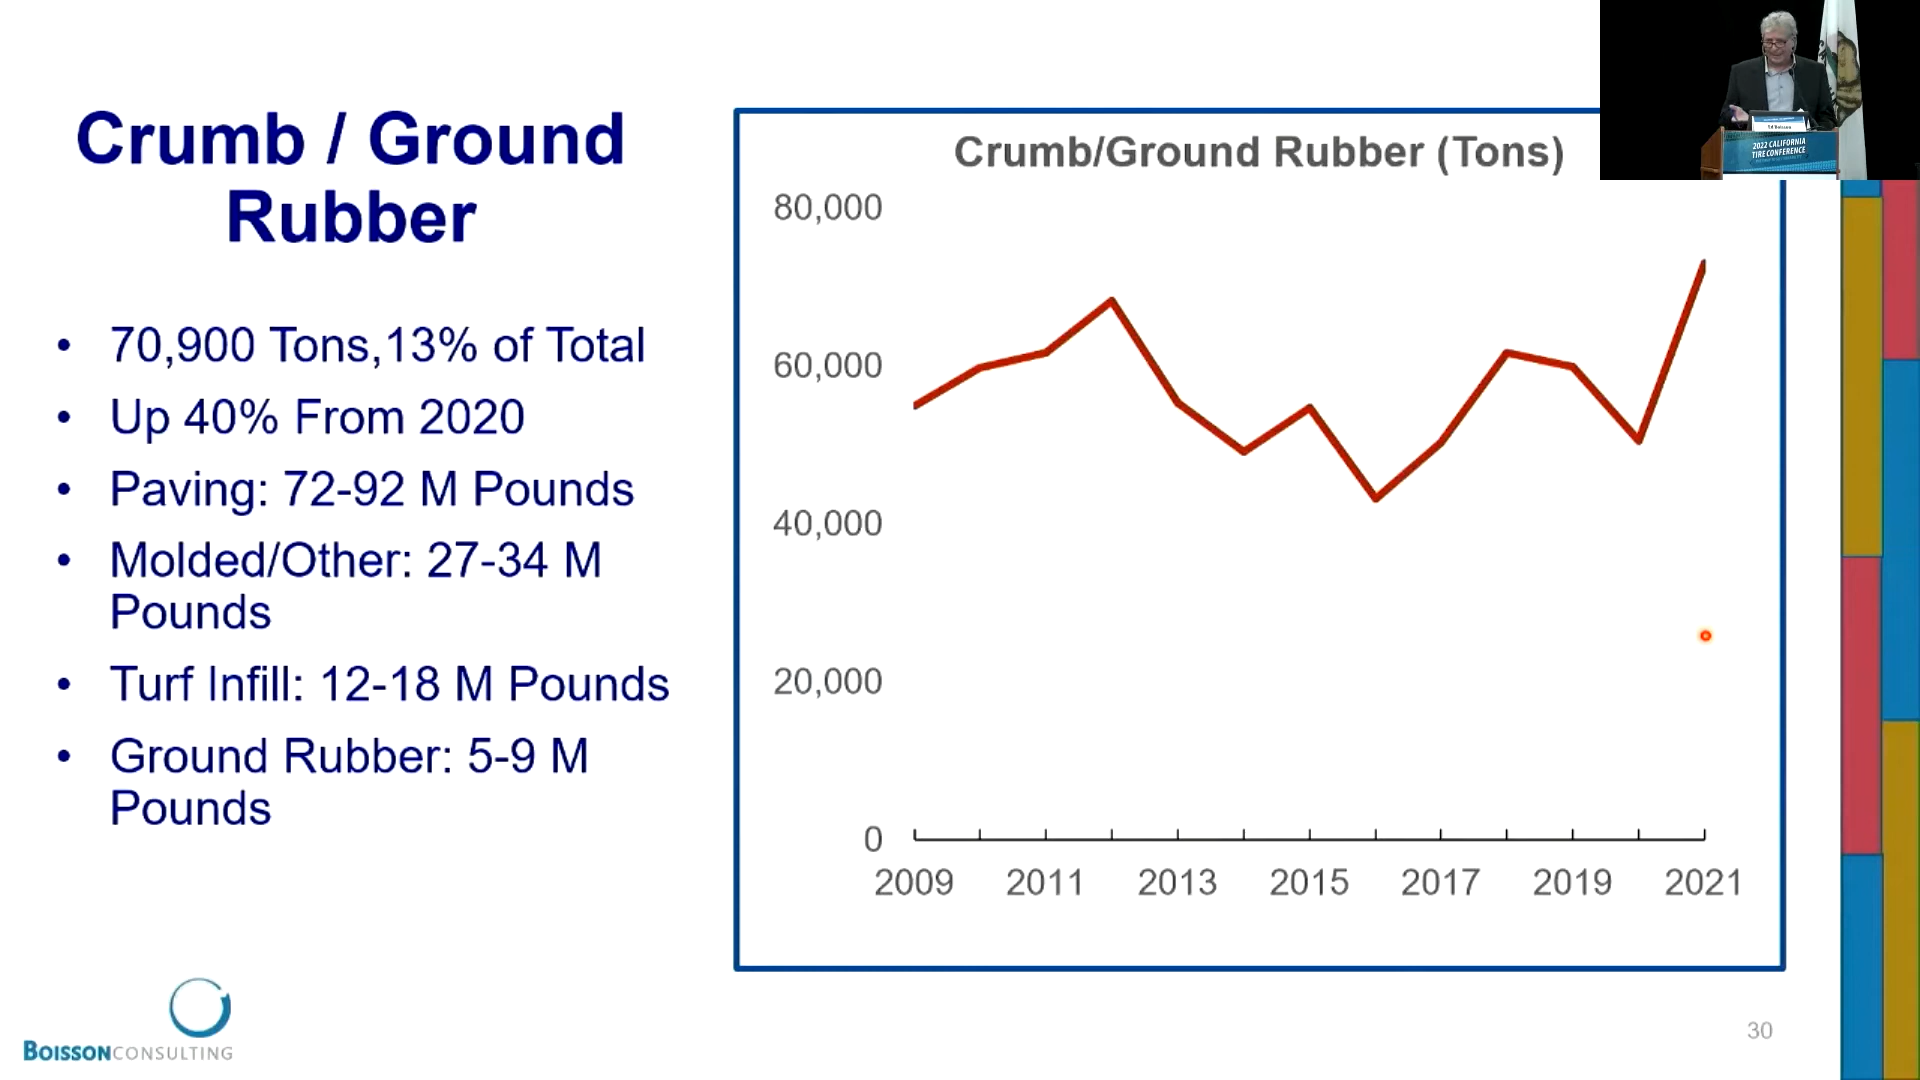 Crumb / Ground
Rubber
• 70,900 Tons,13% of Total
• Up 40% From 2020
• Paving: 72-92 M Pounds
• Molded/Other: 27-34 M
Pounds
• Turf Infill: 12-18 M Pounds
• Ground Rubber: 5-9 M
Pounds
Crumb/Ground Rubber (Tons)
80,000
60,000
40,000
20,000
0
2009 2011 2013 2015 2017 2019 2021
Ed Boisson
2022 CALIFORNIA
TIRE CONFERENCE
BOISSONCONSULTING
30